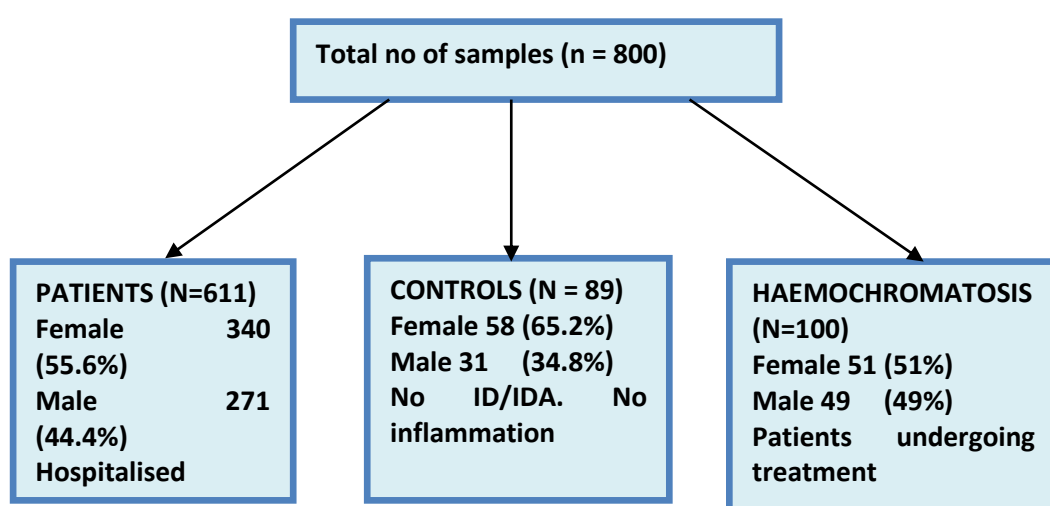 Total no of samples (n = 800)
PATIENTS (N=611)
Female 340
(55.6%)
Male 271
(44.4%)
Hospitalised
CONTROLS (N = 89)
Female 58 (65.2%)
Male 31 (34.8%)
No ID/IDA. No
inflammation
HAEMOCHROMATOSIS
(N=100)
Female 51 (51%)
Male 49 (49%)
Patients undergoing
treatment